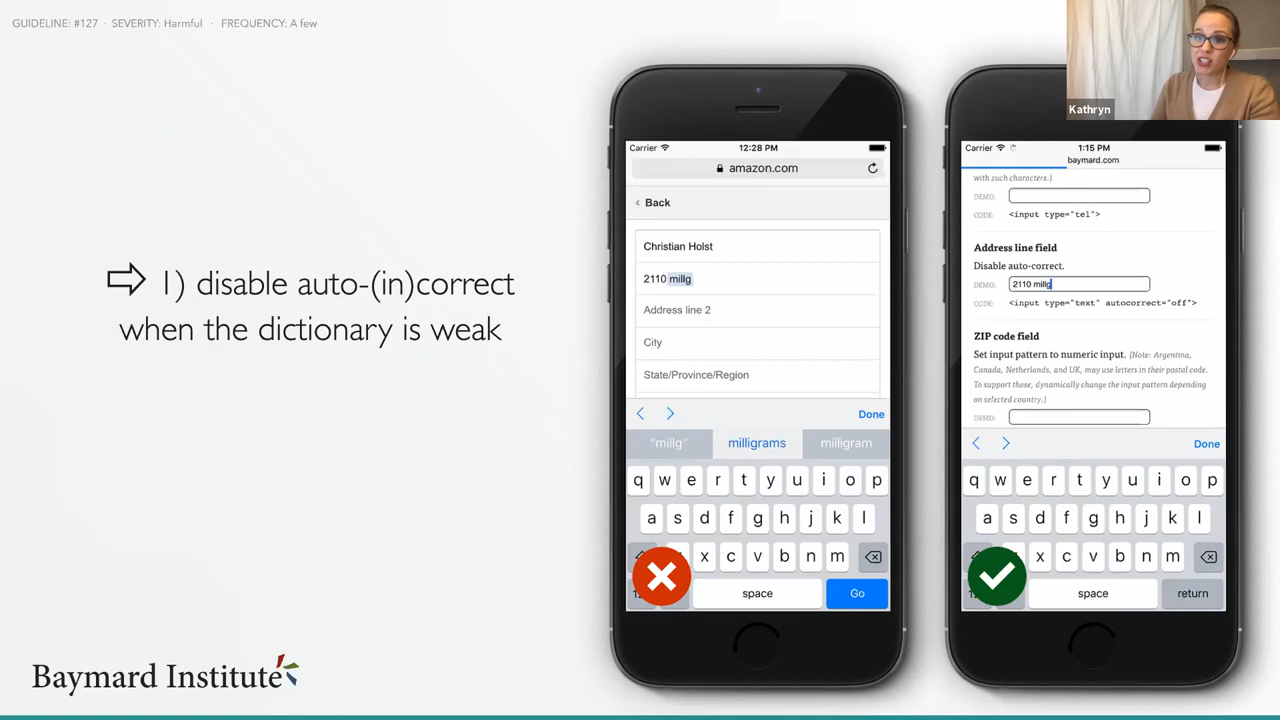 GUIDELINE: #127 · SEVERITY: Harmful · FREQUENCY: A few
Kathryn
1) disable auto-(in)correct
when the dictionary is weak
Baymard Institute
Carrier 12:28 PM
amazon.com
Back
Christian Holst
2110 millg
Address line 2
City
State/Province/Region
Done
"millg" milligrams milligram
q w e r t y u i o p
a s d f g h j k l
x c v b n m
space Go
Carrier 1:15 PM
baymard.com
with such characters.)
DEMO:
CODE: <input type="tel">
Address line field
Disable auto-correct.
DEMO: 2110 millg
CODE: <input type="text" autocorrect="off">
ZIP code field
Set input pattern to numeric input. (Note: Argentina,
Canada, Netherlands, and UK, may use letters in their postal code.
To support these, dynamically change the input pattern depending
on selected country.)
DEMO:
Done
q w e r t y u i o p
a s d f g h j k l
x c v b n m
space return